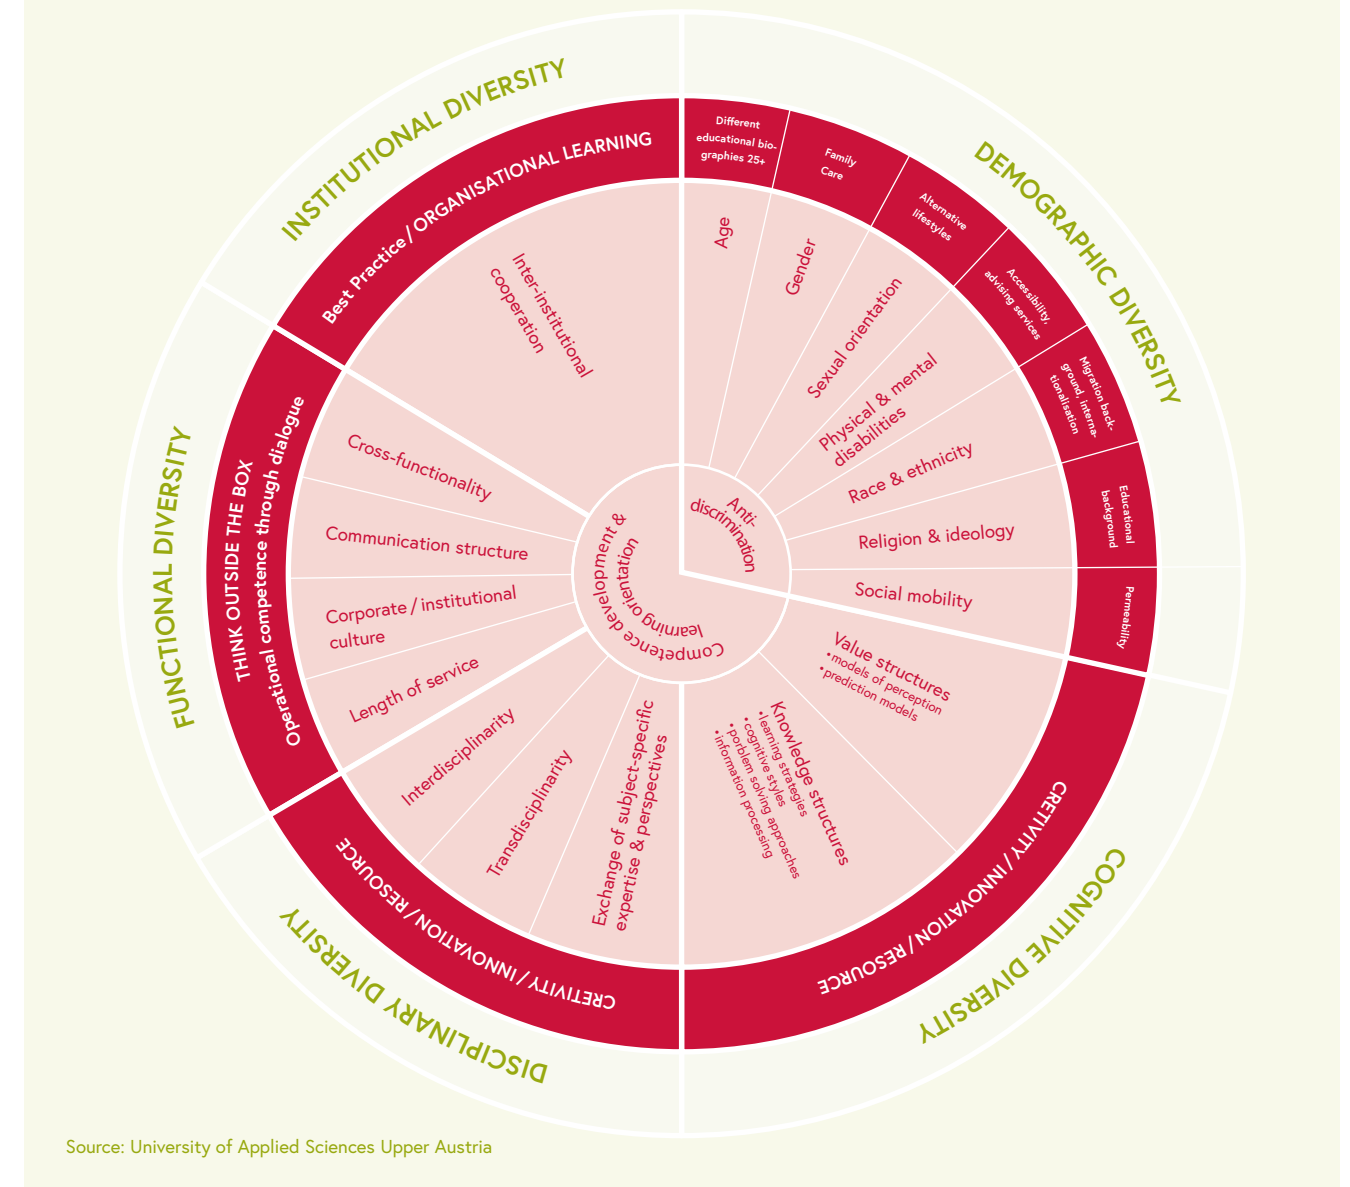 INSTITUTIONAL DIVERSITY
Best Practice / ORGANISATIONAL LEARNING
Inter-institutional
cooperation
DEMOGRAPHIC DIVERSITY
Different
educational bio-
graphies 25+
Family
Care
Alternative
lifestyles
Accessibility,
advising services
Migration back-
ground, interna-
tionalisation
Educational
background
Permeability
Age
Gender
Sexual orientation
Physical & mental
disabilities
Race & ethnicity
Religion & ideology
Social mobility
Anti-
discrimination
COGNITIVE DIVERSITY
CRETIVITY / INNOVATION / RESOURCE
Value structures
•models of perception
•prediction models
Knowledge structures
•learning strategies
•cognitive styles
•porblem solving approaches
•information processing
DISCIPLINARY DIVERSITY
CRETIVITY / INNOVATION / RESOURCE
Exchange of subject-specific
expertise & perspectives
Transdisciplinarity
Interdisciplinarity
FUNCTIONAL DIVERSITY
THINK OUTSIDE THE BOX
Operational competence through dialogue
Cross-functionality
Communication structure
Corporate / institutional
culture
Length of service
Competence development &
learning orientation
Source: University of Applied Sciences Upper Austria